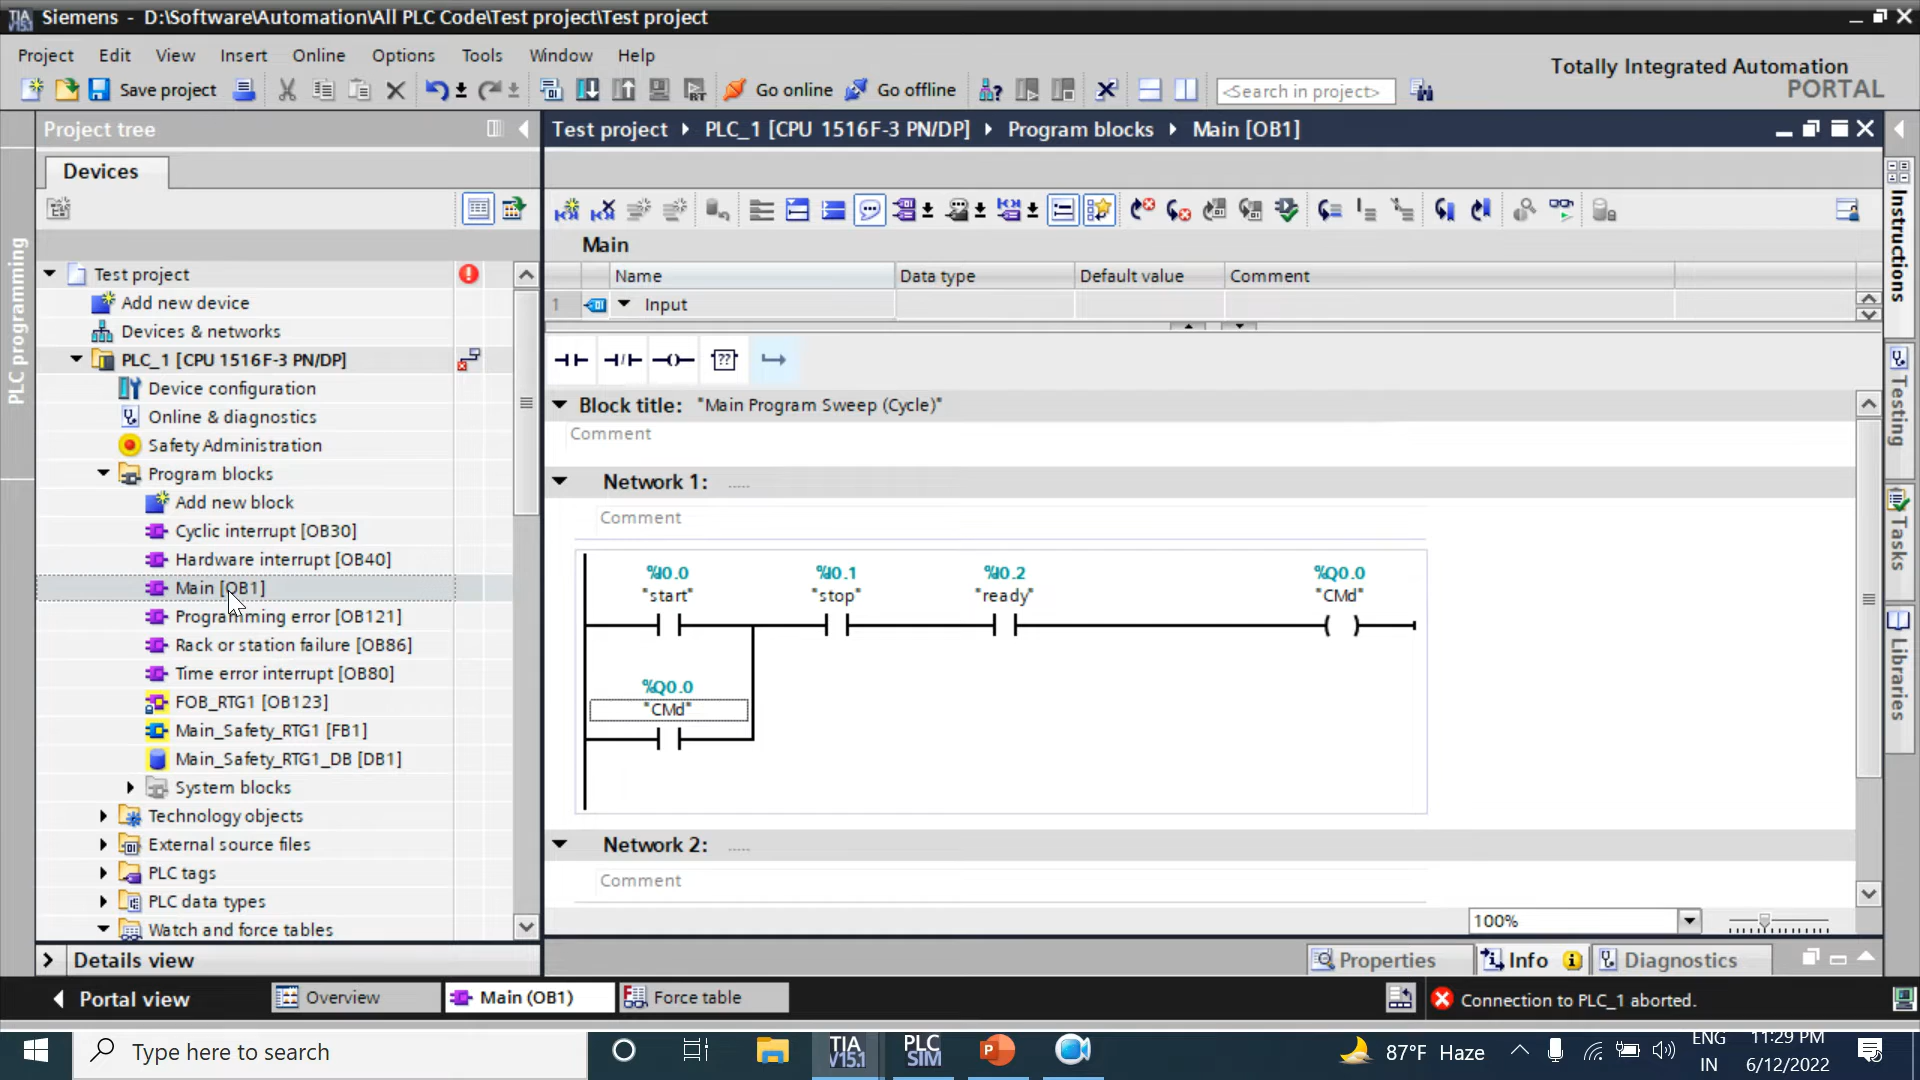 TIA V15.1
Siemens - D:\Software\Automation\All PLC Code\Test project\Test project
Project Edit View Insert Online Options Tools Window Help
Totally Integrated Automation
PORTAL
Save project
Go online
Go offline
<Search in project>
Project tree
Test project PLC_1 [CPU 1516F-3 PN/DP] Program blocks Main [OB1]
Devices
PLC programming
Main
Name Data type Default value Comment
1 Input
Test project
Add new device
Devices & networks
PLC_1 [CPU 1516F-3 PN/DP]
Device configuration
Online & diagnostics
Safety Administration
Program blocks
Add new block
Cyclic interrupt [OB30]
Hardware interrupt [OB40]
Main [OB1]
Programming error [OB121]
Rack or station failure [OB86]
Time error interrupt [OB80]
FOB_RTG1 [OB123]
Main_Safety_RTG1 [FB1]
Main_Safety_RTG1_DB [DB1]
System blocks
Technology objects
External source files
PLC tags
PLC data types
Watch and force tables
Details view
??
Block title: "Main Program Sweep (Cycle)"
Comment
Network 1: .....
Comment
%I0.0 %I0.1 %I0.2 %Q0.0
"start" "stop" "ready" "CMd"
%Q0.0
"CMd"
Network 2: .....
Comment
100%
Properties Info Diagnostics
Instructions
Testing
Tasks
Libraries
Portal view Overview Main (OB1) Force table
Connection to PLC_1 aborted.
Type here to search
TIA V15.1
PLC SIM
P
87°F Haze
ENG
IN
11:29 PM
6/12/2022